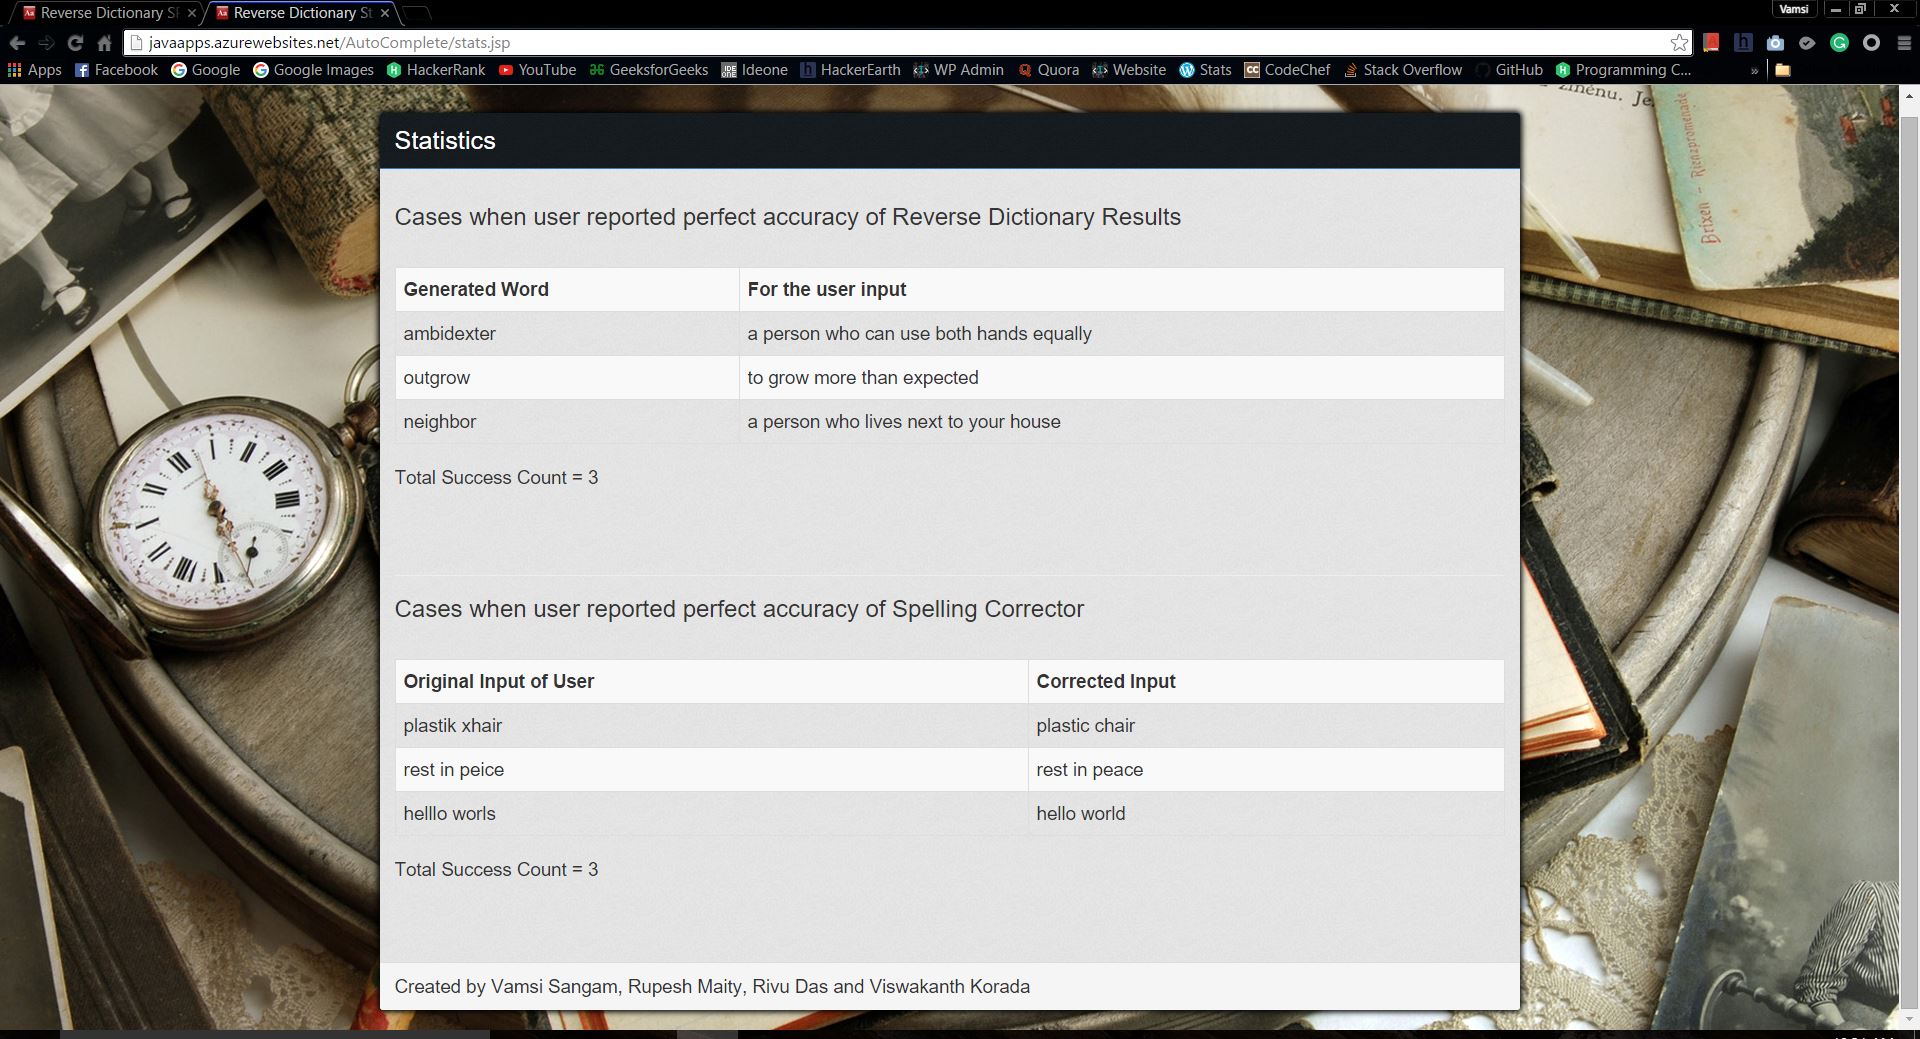 Reverse Dictionary
Reverse Dictionary St
Vamsi
javaapps.azurewebsites.net/AutoComplete/stats.jsp
Apps Facebook Google Google Images HackerRank YouTube GeeksforGeeks Ideone HackerEarth WP Admin Quora Website Stats CodeChef Stack Overflow GitHub Programming C... »
Statistics
Cases when user reported perfect accuracy of Reverse Dictionary Results
Generated Word For the user input
ambidexter a person who can use both hands equally
outgrow to grow more than expected
neighbor a person who lives next to your house
Total Success Count = 3
Cases when user reported perfect accuracy of Spelling Corrector
Original Input of User Corrected Input
plastik xhair plastic chair
rest in peice rest in peace
helllo worls hello world
Total Success Count = 3
Created by Vamsi Sangam, Rupesh Maity, Rivu Das and Viswakanth Korada
Brixen - Rienzpromenade